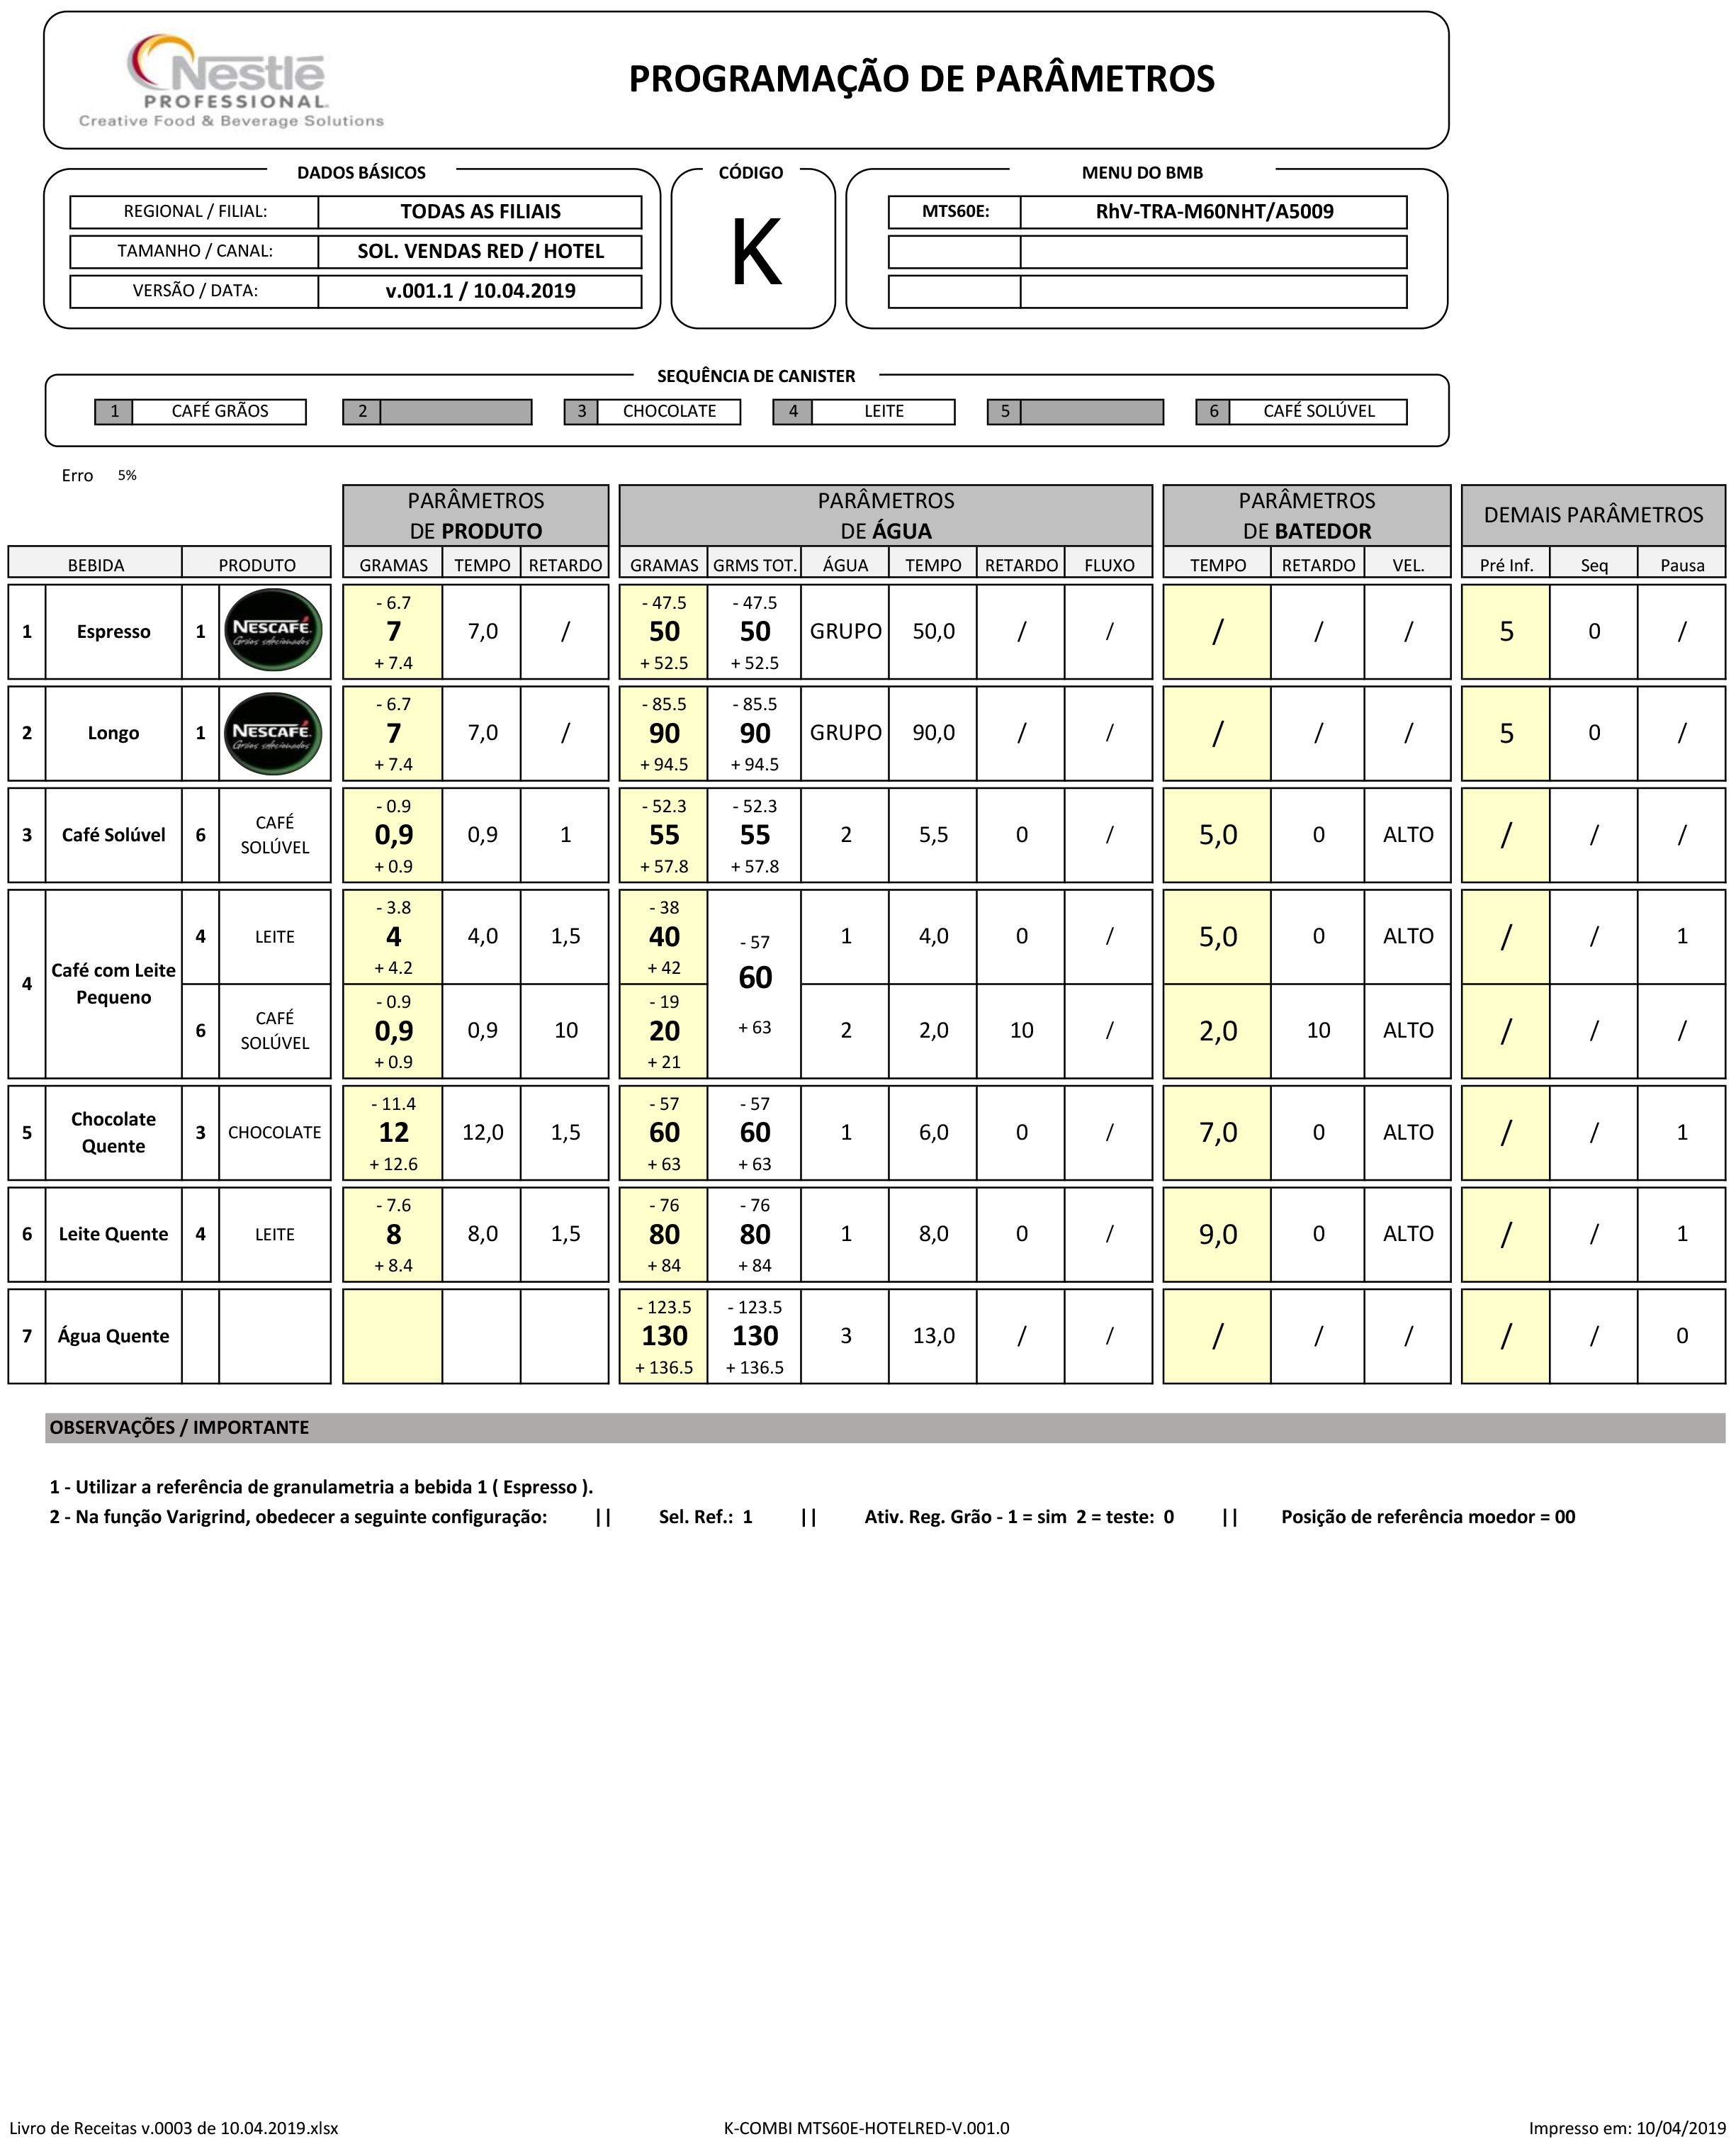 Nestlé
PROFESSIONAL.
Creative Food & Beverage Solutions
PROGRAMAÇÃO DE PARÂMETROS
DADOS BÁSICOS
REGIONAL / FILIAL: TODAS AS FILIAIS
TAMANHO / CANAL: SOL. VENDAS RED / HOTEL
VERSÃO / DATA: v.001.1 / 10.04.2019
CÓDIGO
K
MENU DO BMB
MTS60E: RhV-TRA-M60NHT/A5009
SEQUÊNCIA DE CANISTER
1 CAFÉ GRÃOS 2 3 CHOCOLATE 4 LEITE 5 6 CAFÉ SOLÚVEL
Erro 5%
PARÂMETROS
DE PRODUTO
PARÂMETROS
DE ÁGUA
PARÂMETROS
DE BATEDOR
DEMAIS PARÂMETROS
BEBIDA PRODUTO GRAMAS TEMPO RETARDO GRAMAS GRMS TOT. ÁGUA TEMPO RETARDO FLUXO TEMPO RETARDO VEL. Pré Inf. Seq Pausa
- 6.7 - 47.5 - 47.5
1 Espresso 1 NESCAFÉ 7 7,0 / 50 50 GRUPO 50,0 / / / / / 5 0 /
Grãos selecionados
+ 7.4 + 52.5 + 52.5
- 6.7 - 85.5 - 85.5
2 Longo 1 NESCAFÉ 7 7,0 / 90 90 GRUPO 90,0 / / / / / 5 0 /
Grãos selecionados
+ 7.4 + 94.5 + 94.5
- 0.9 - 52.3 - 52.3
3 Café Solúvel 6 CAFÉ SOLÚVEL 0,9 0,9 1 55 55 2 5,5 0 / 5,0 0 ALTO / / /
+ 0.9 + 57.8 + 57.8
4 Café com Leite Pequeno
- 3.8 - 38
4 LEITE 4 4,0 1,5 40 1 4,0 0 / 5,0 0 ALTO / / 1
+ 4.2 + 42
- 57
60
+ 63
- 0.9 - 19
6 CAFÉ SOLÚVEL 0,9 0,9 10 20 2 2,0 10 / 2,0 10 ALTO / / /
+ 0.9 + 21
- 11.4 - 57 - 57
5 Chocolate Quente 3 CHOCOLATE 12 12,0 1,5 60 60 1 6,0 0 / 7,0 0 ALTO / / 1
+ 12.6 + 63 + 63
- 7.6 - 76 - 76
6 Leite Quente 4 LEITE 8 8,0 1,5 80 80 1 8,0 0 / 9,0 0 ALTO / / 1
+ 8.4 + 84 + 84
- 123.5 - 123.5
7 Água Quente 130 130 3 13,0 / / / / / / / 0
+ 136.5 + 136.5
OBSERVAÇÕES / IMPORTANTE
1 - Utilizar a referência de granulametria a bebida 1 ( Espresso ).
2 - Na função Varigrind, obedecer a seguinte configuração: || Sel. Ref.: 1 || Ativ. Reg. Grão - 1 = sim 2 = teste: 0 || Posição de referência moedor = 00
Livro de Receitas v.0003 de 10.04.2019.xlsx K-COMBI MTS60E-HOTELRED-V.001.0 Impresso em: 10/04/2019